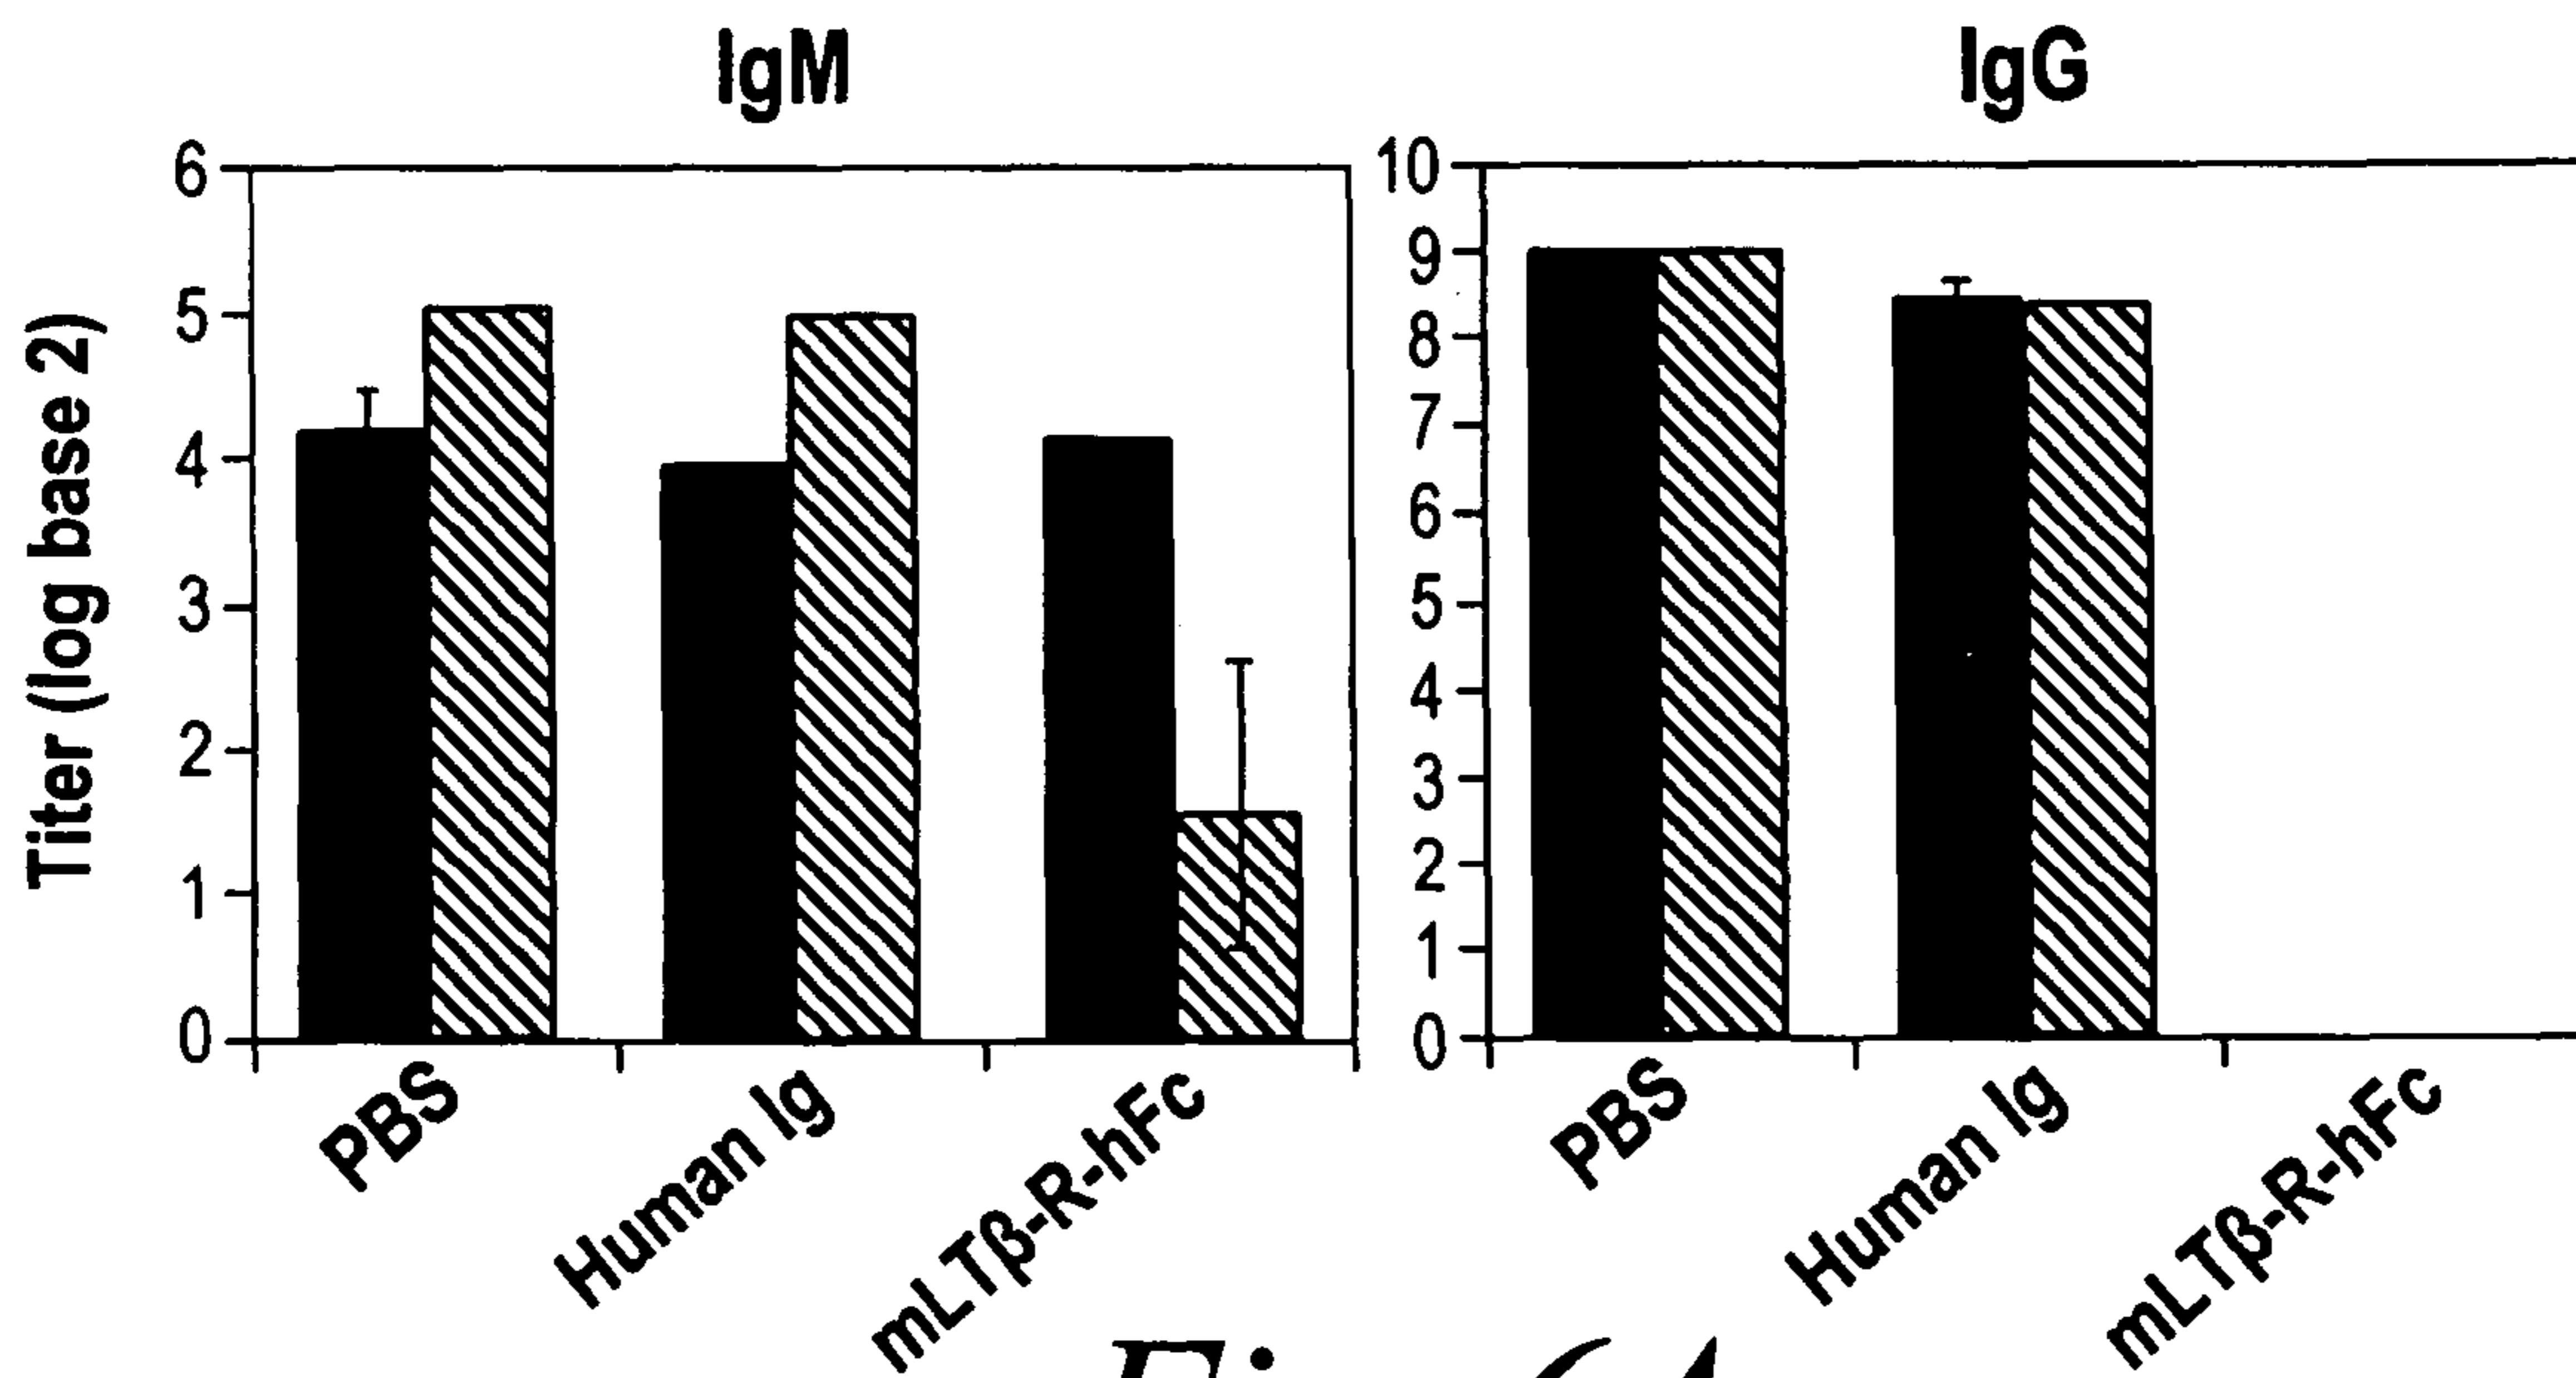 IgM
IgG
Titer (log base 2)
6
5
4
3
2
1
0
10
9
8
7
6
5
4
3
2
1
0
PBS
Human Ig
mLTβ-R-hFc
PBS
Human Ig
mLTβ-R-hFc